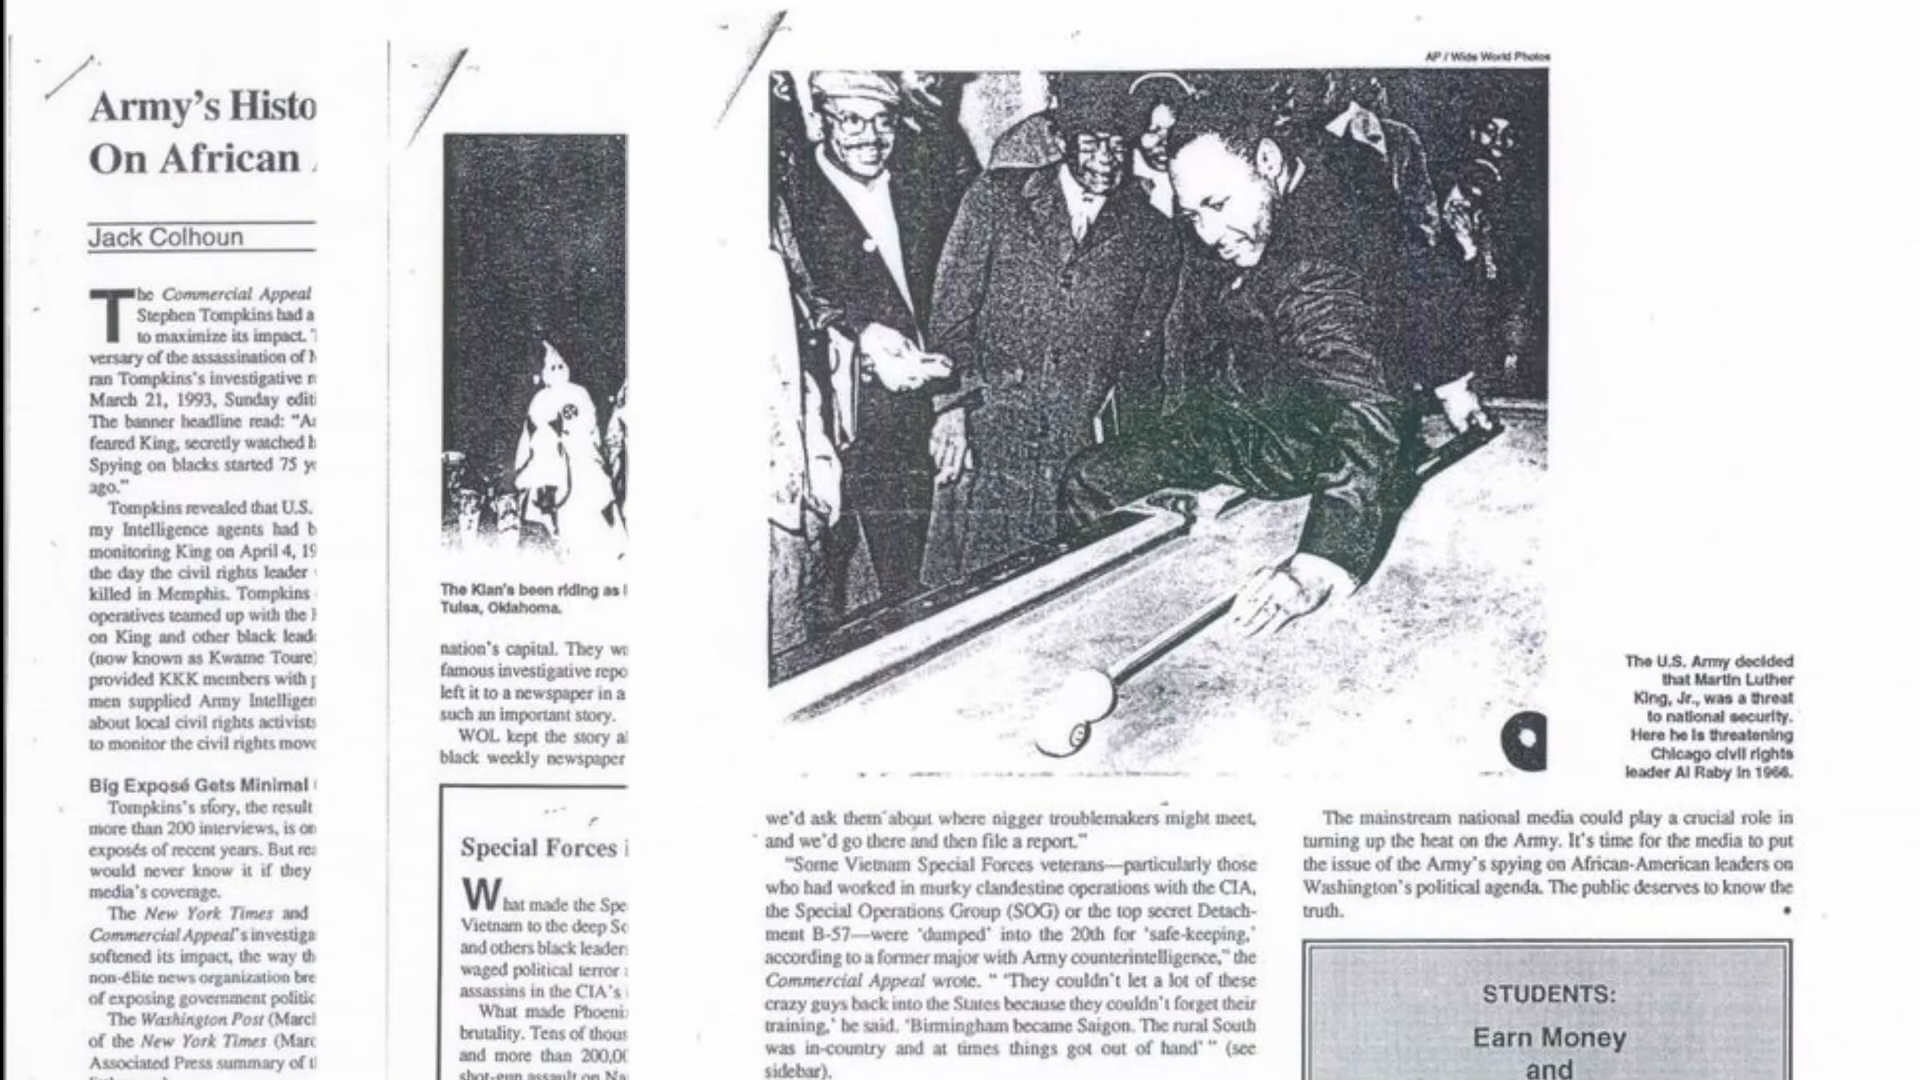 Army's Histo
On African
Jack Colhoun
The Commercial Appeal
Stephen Tompkins had a
to maximize its impact.
versary of the assassination of
ran Tompkins's investigative
March 21, 1993, Sunday editi
The banner headline read: "A
feared King, secretly watched
Spying on blacks started 75 y
ago."
Tompkins revealed that U.S.
my Intelligence agents had b
monitoring King on April 4, 19
the day the civil rights leader
killed in Memphis. Tompkins
operatives teamed up with the
on King and other black lead
(now known as Kwame Toure
provided KKK members with
men supplied Army Intelligen
about local civil rights activists
to monitor the civil rights move
Big Exposé Gets Minimal
Tompkins's story, the result
more than 200 interviews, is on
exposés of recent years. But re
would never know it if they
media's coverage.
The New York Times and
Commercial Appeal's investiga
softened its impact, the way th
non-élite news organization bre
of exposing government politic
The Washington Post (Marc
of the New York Times (Marc
Associated Press summary of t
The Klan's been riding as
Tulsa, Oklahoma.
nation's capital. They w
famous investigative repo
left it to a newspaper in a
such an important story.
WOL kept the story al
black weekly newspaper
Special Forces i
What made the Spe
Vietnam to the deep So
and others black leader
waged political terror
assassins in the CIA's
What made Phoeni
brutality. Tens of thou
and more than 200,00
shot-gun assault on Na
AP / Wide World Photos
The U.S. Army decided
that Martin Luther
King, Jr., was a threat
to national security.
Here he is threatening
Chicago civil rights
leader Al Raby in 1966.
we'd ask them about where nigger troublemakers might meet,
and we'd go there and then file a report."
"Some Vietnam Special Forces veterans—particularly those
who had worked in murky clandestine operations with the CIA,
the Special Operations Group (SOG) or the top secret Detach-
ment B-57—were 'dumped' into the 20th for 'safe-keeping,'
according to a former major with Army counterintelligence," the
Commercial Appeal wrote. " 'They couldn't let a lot of these
crazy guys back into the States because they couldn't forget their
training,' he said. 'Birmingham became Saigon. The rural South
was in-country and at times things got out of hand' " (see
sidebar).
The mainstream national media could play a crucial role in
turning up the heat on the Army. It's time for the media to put
the issue of the Army's spying on African-American leaders on
Washington's political agenda. The public deserves to know the
truth. •
STUDENTS:
Earn Money
and